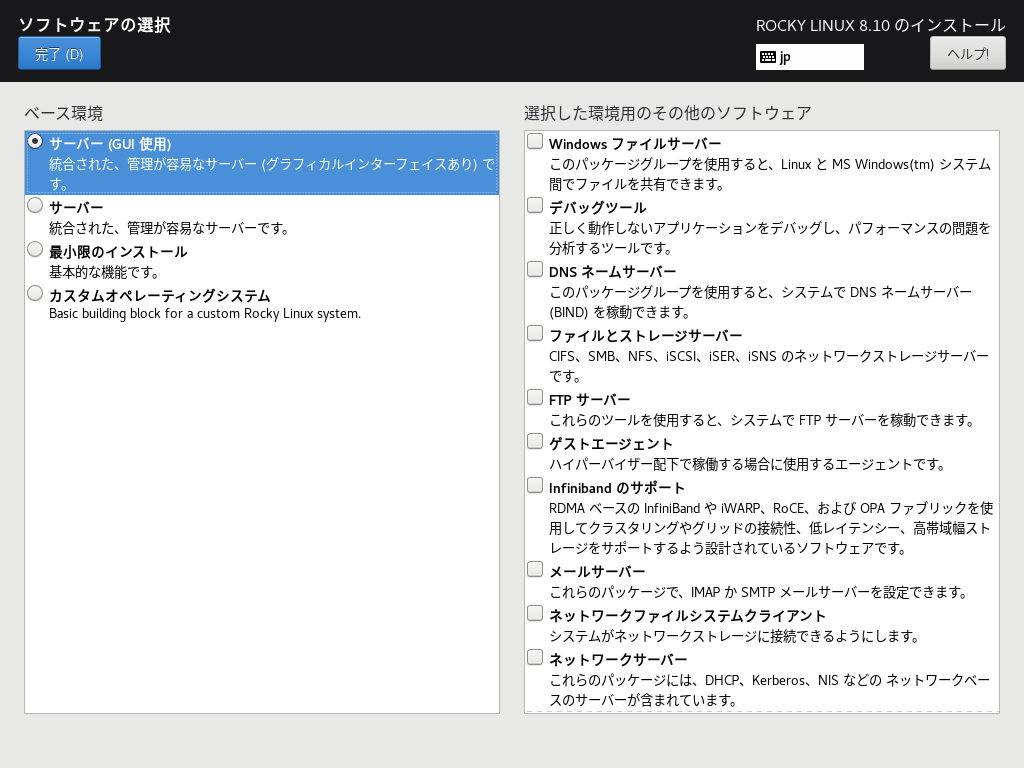 ソフトウェアの選択
完了 (D)
ROCKY LINUX 8.10 のインストール
jp
ヘルプ!
ベース環境
サーバー (GUI 使用)
統合された、管理が容易なサーバー (グラフィカルインターフェイスあり) で
す。
サーバー
統合された、管理が容易なサーバーです。
最小限のインストール
基本的な機能です。
カスタムオペレーティングシステム
Basic building block for a custom Rocky Linux system.
選択した環境用のその他のソフトウェア
Windows ファイルサーバー
このパッケージグループを使用すると、Linux と MS Windows(tm) システム
間でファイルを共有できます。
デバッグツール
正しく動作しないアプリケーションをデバッグし、パフォーマンスの問題を
分析するツールです。
DNS ネームサーバー
このパッケージグループを使用すると、システムで DNS ネームサーバー
(BIND) を稼動できます。
ファイルとストレージサーバー
CIFS、SMB、NFS、iSCSI、iSER、iSNS のネットワークストレージサーバー
です。
FTP サーバー
これらのツールを使用すると、システムで FTP サーバーを稼動できます。
ゲストエージェント
ハイパーバイザー配下で稼働する場合に使用するエージェントです。
Infiniband のサポート
RDMA ベースの InfiniBand や iWARP、RoCE、および OPA ファブリックを使
用してクラスタリングやグリッドの接続性、低レイテンシー、高帯域幅スト
レージをサポートするよう設計されているソフトウェアです。
メールサーバー
これらのパッケージで、IMAP か SMTP メールサーバーを設定できます。
ネットワークファイルシステムクライアント
システムがネットワークストレージに接続できるようにします。
ネットワークサーバー
これらのパッケージには、DHCP、Kerberos、NIS などの ネットワークベー
スのサーバーが含まれています。